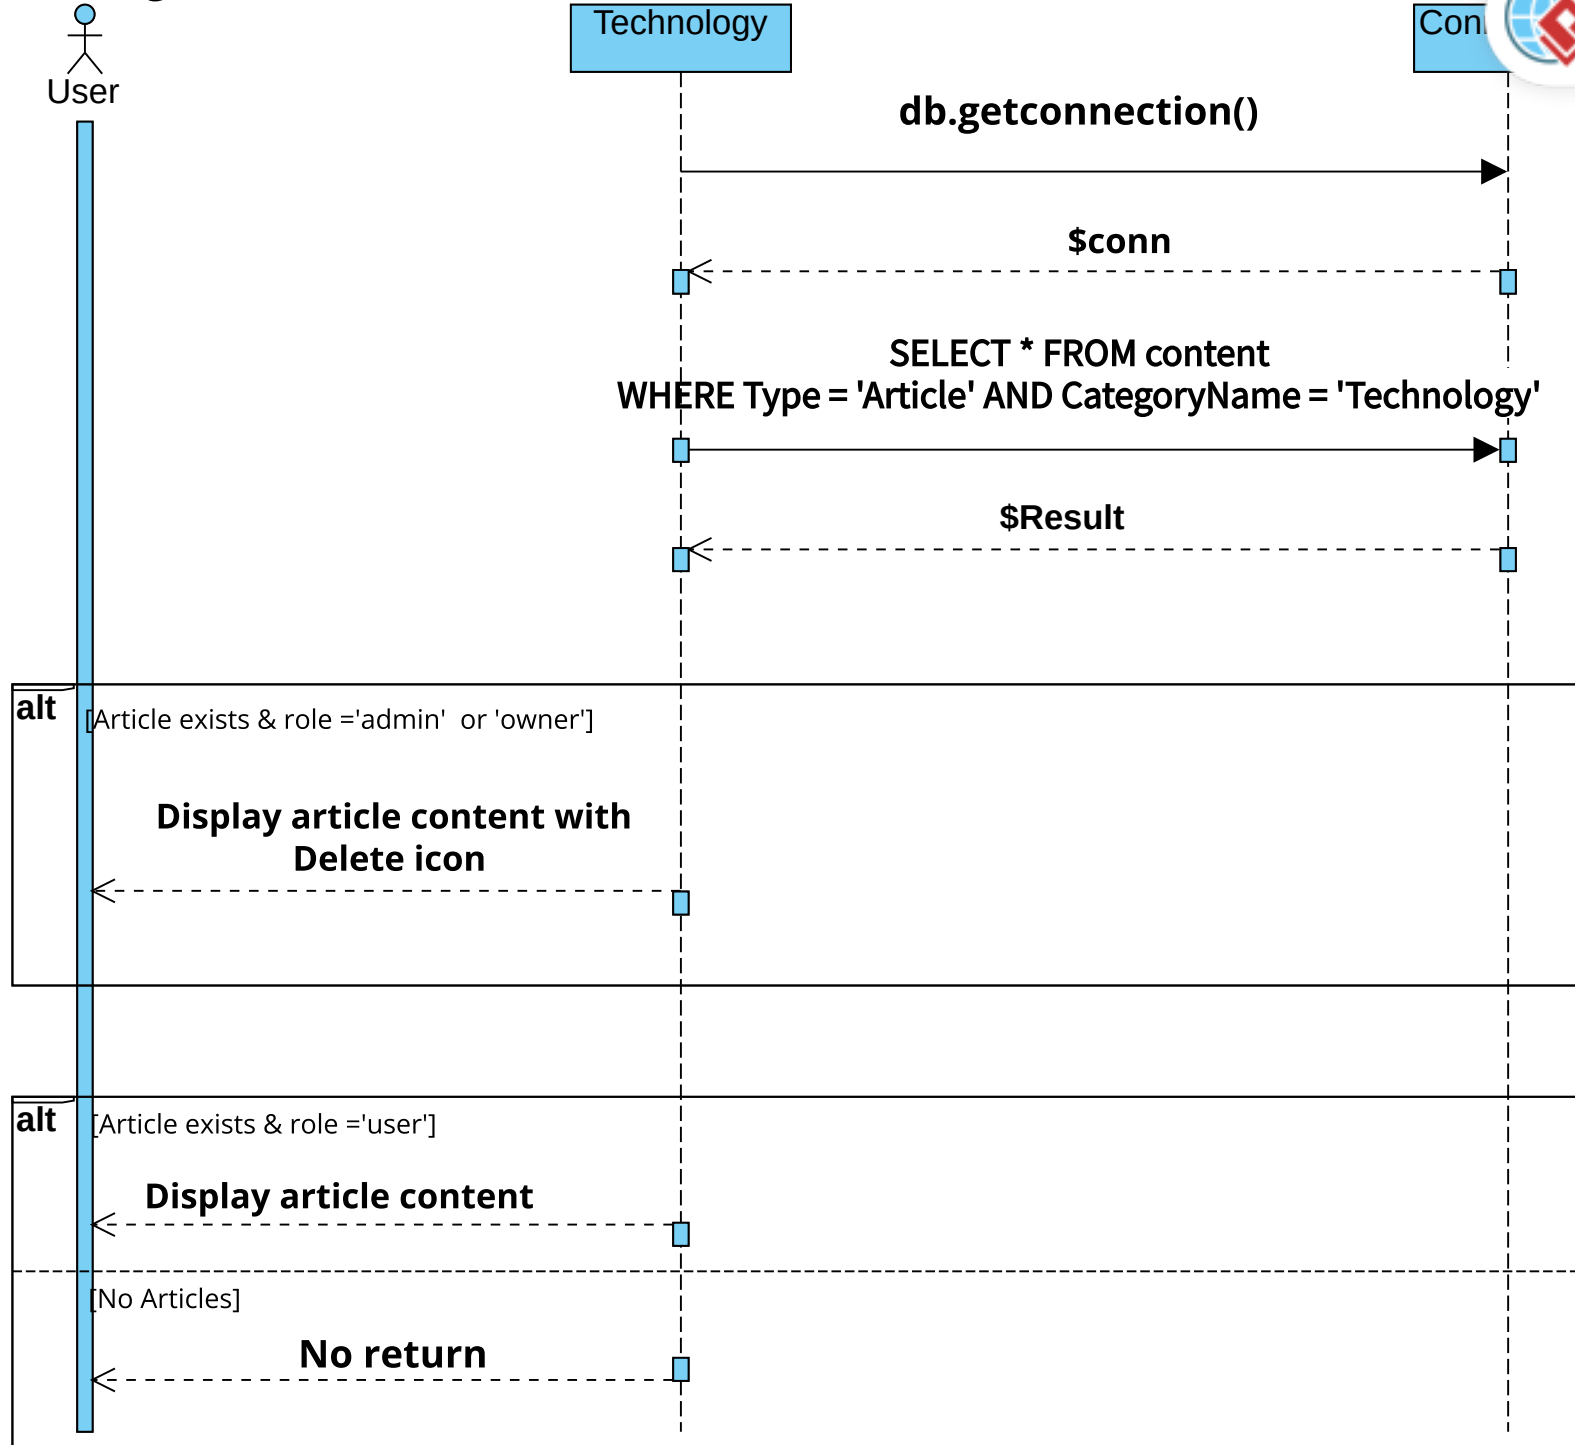 User
Technology
db.getconnection()
$conn
SELECT * FROM content
WHERE Type = 'Article' AND CategoryName = 'Technology'
$Result
alt
[Article exists & role ='admin'  or 'owner']
Display article content with
Delete icon
alt
[Article exists & role ='user']
Display article content
[No Articles]
No return